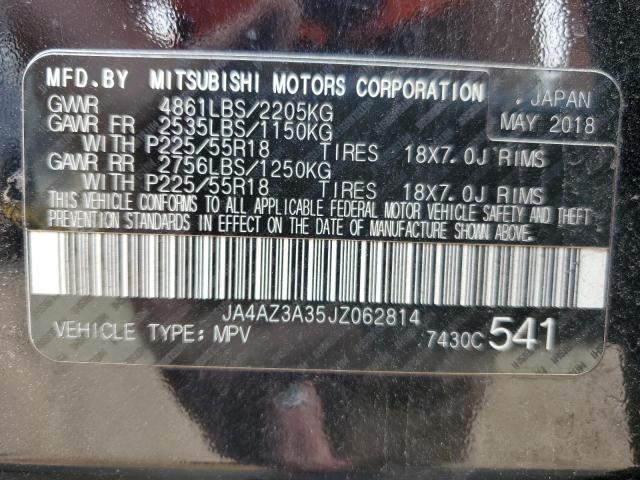 MFD.BY MITSUBISHI MOTORS CORPORATION . JAPAN
GVWR 4861LBS/2205KG MAY 2018
GAWR FR 2535LBS/1150KG
WITH P225/55R18 TIRES 18X7.0J RIMS
GAWR RR 2756LBS/1250KG
WITH P225/55R18 TIRES 18X7.0J RIMS
THIS VEHICLE CONFORMS TO ALL APPLICABLE FEDERAL MOTOR VEHICLE SAFETY AND THEFT
PREVENTION STANDARDS IN EFFECT ON THE DATE OF MANUFACTURE SHOWN ABOVE.
JA4AZ3A35JZ062814
VEHICLE TYPE: MPV 7430C 541